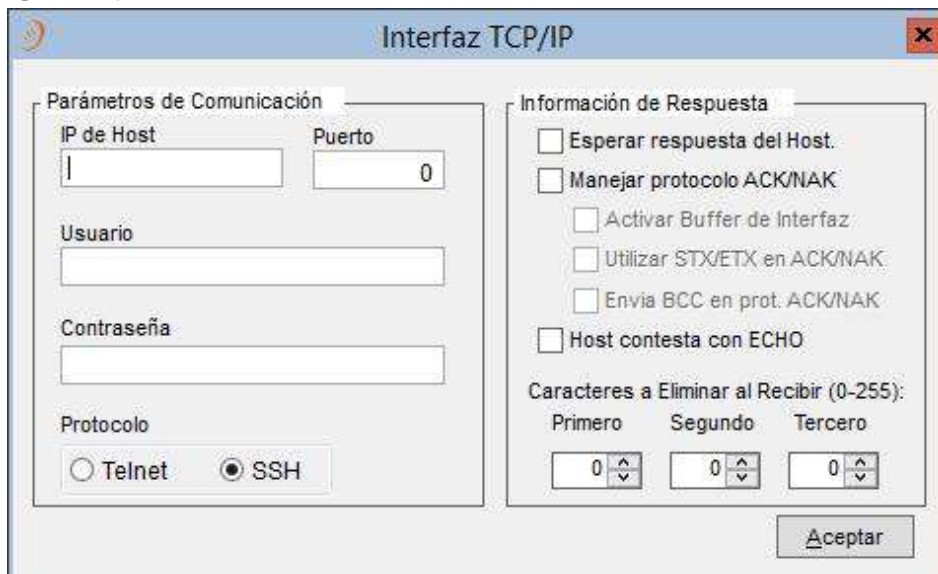 Interfaz TCP/IP
Parámetros de Comunicación
IP de Host Puerto
0
Usuario
Contraseña
Protocolo
Telnet SSH
Información de Respuesta
Esperar respuesta del Host.
Manejar protocolo ACK/NAK
Activar Buffer de Interfaz
Utilizar STX/ETX en ACK/NAK
Envia BCC en prot. ACK/NAK
Host contesta con ECHO
Caracteres a Eliminar al Recibir (0-255):
Primero Segundo Tercero
0 0 0
Aceptar